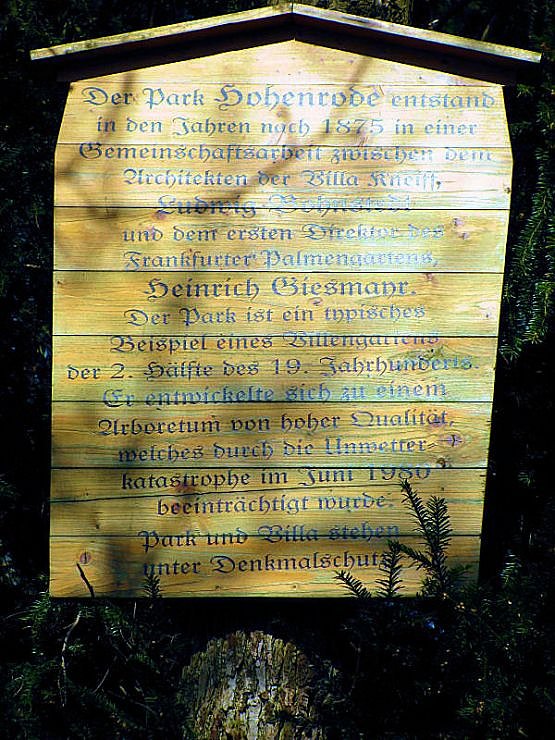 Der Park Hohenrode entstand
in den Jahren nach 1875 in einer
Gemeinschaftsarbeit zwischen dem
Architekten der Villa Kneiff,
Ludwig Bohnstedt
und dem ersten Direktor des
Frankfurter Palmengartens,
Heinrich Giesmayr.
Der Park ist ein typisches
Beispiel eines Villengartens
der 2. Hälfte des 19. Jahrhunderts.
Er entwickelte sich zu einem
Arboretum von hoher Qualität,
welches durch die Unwetter-
katastrophe im Juni
beeinträchtigt wurde.
Park und Villa stehen
unter Denkmalschutz.